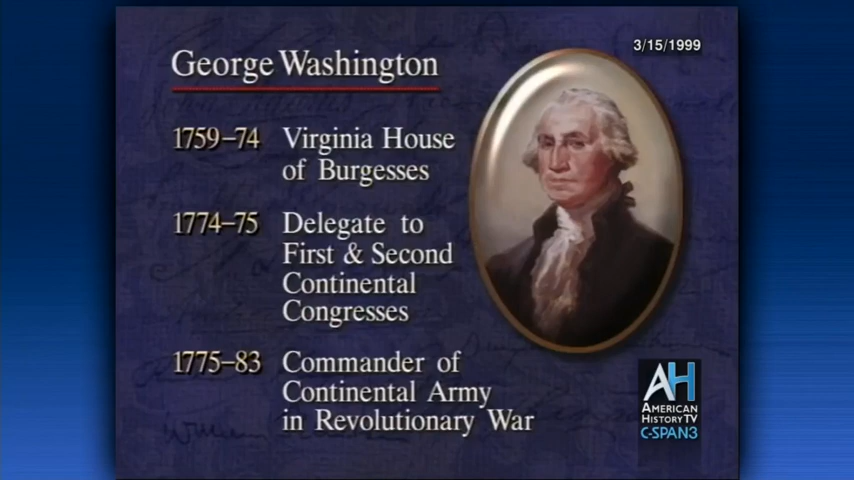 3/15/1999
George Washington
1759–74 Virginia House
of Burgesses
1774–75 Delegate to
First & Second
Continental
Congresses
1775–83 Commander of
Continental Army
in Revolutionary War
AH
AMERICAN
HISTORY TV
C-SPAN3